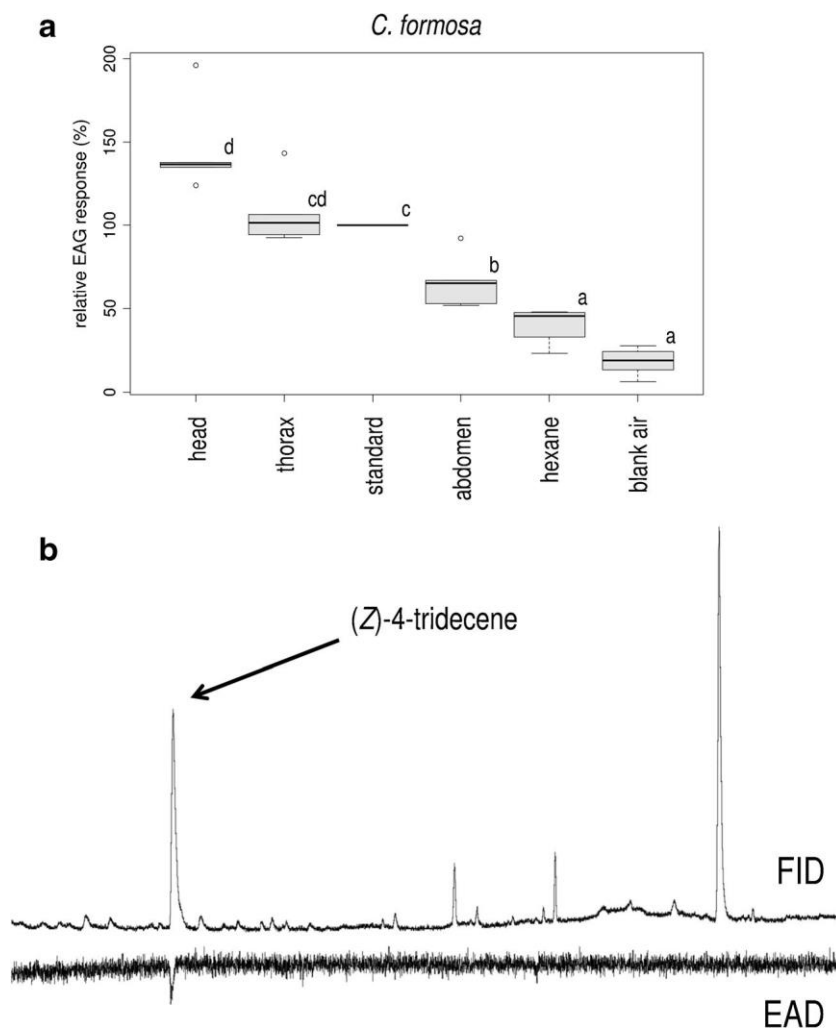 a
C. formosa
relative EAG response (%)
200
150
100
50
0
d
cd
c
b
a
a
head
thorax
standard
abdomen
hexane
blank air
b
(Z)-4-tridecene
FID
EAD